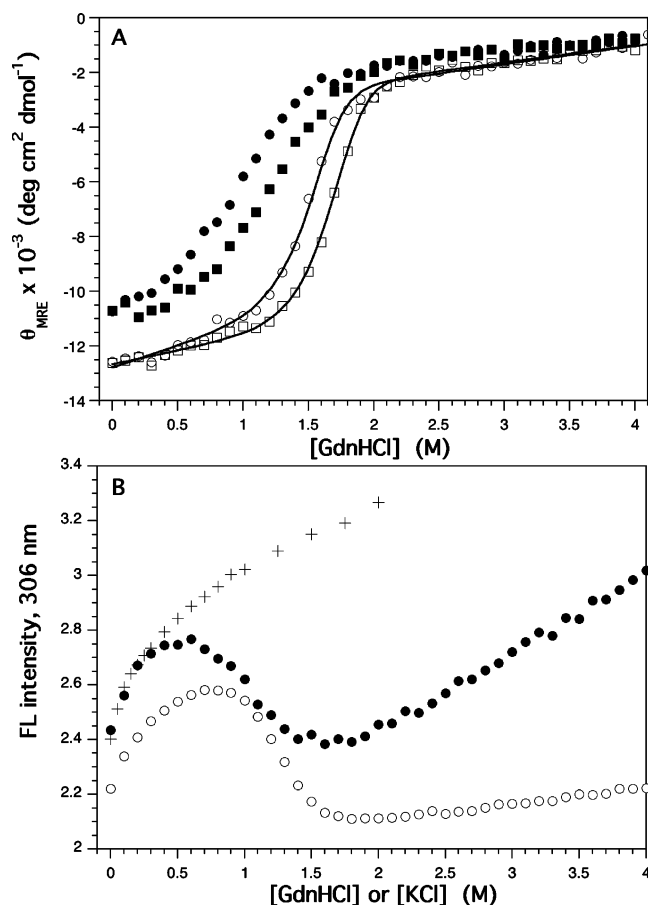 A
0
-2
-4
-6
-8
-10
-12
-14
θMRE x 10⁻³ (deg cm² dmol⁻¹)
0 0.5 1 1.5 2 2.5 3 3.5 4
[GdnHCl] (M)
B
3.4
3.2
3
2.8
2.6
2.4
2.2
2
FL intensity, 306 nm
0 0.5 1 1.5 2 2.5 3 3.5 4
[GdnHCl] or [KCl] (M)